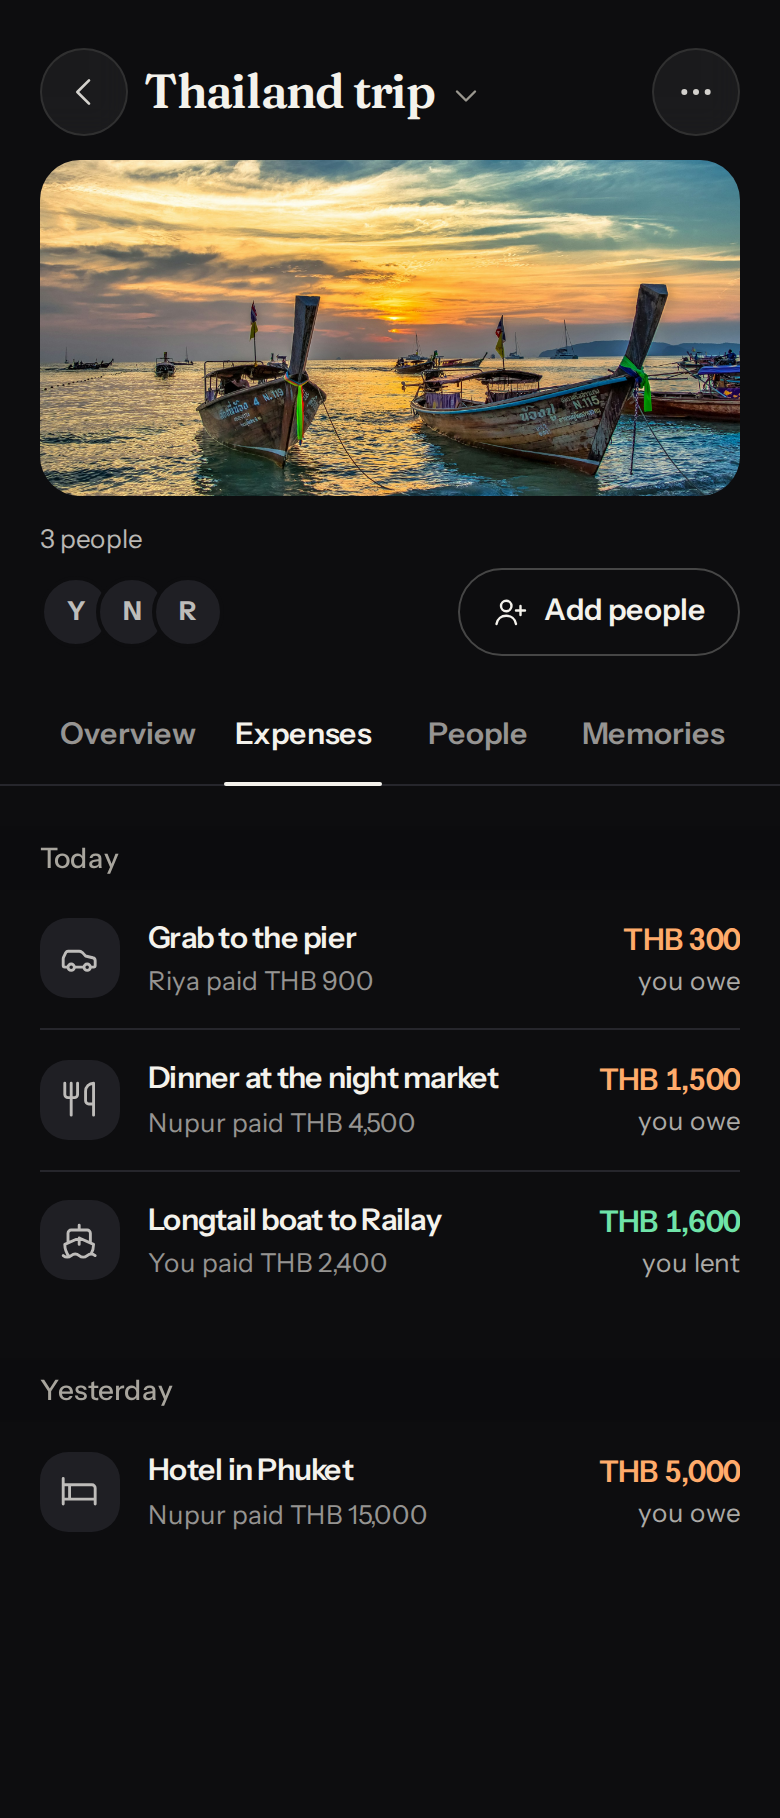 Thailand trip
N.119
N.115
3 people
Y N R
Add people
Overview Expenses People Memories
Today
Grab to the pier THB 300
Riya paid THB 900 you owe
Dinner at the night market THB 1,500
Nupur paid THB 4,500 you owe
Longtail boat to Railay THB 1,600
You paid THB 2,400 you lent
Yesterday
Hotel in Phuket THB 5,000
Nupur paid THB 15,000 you owe